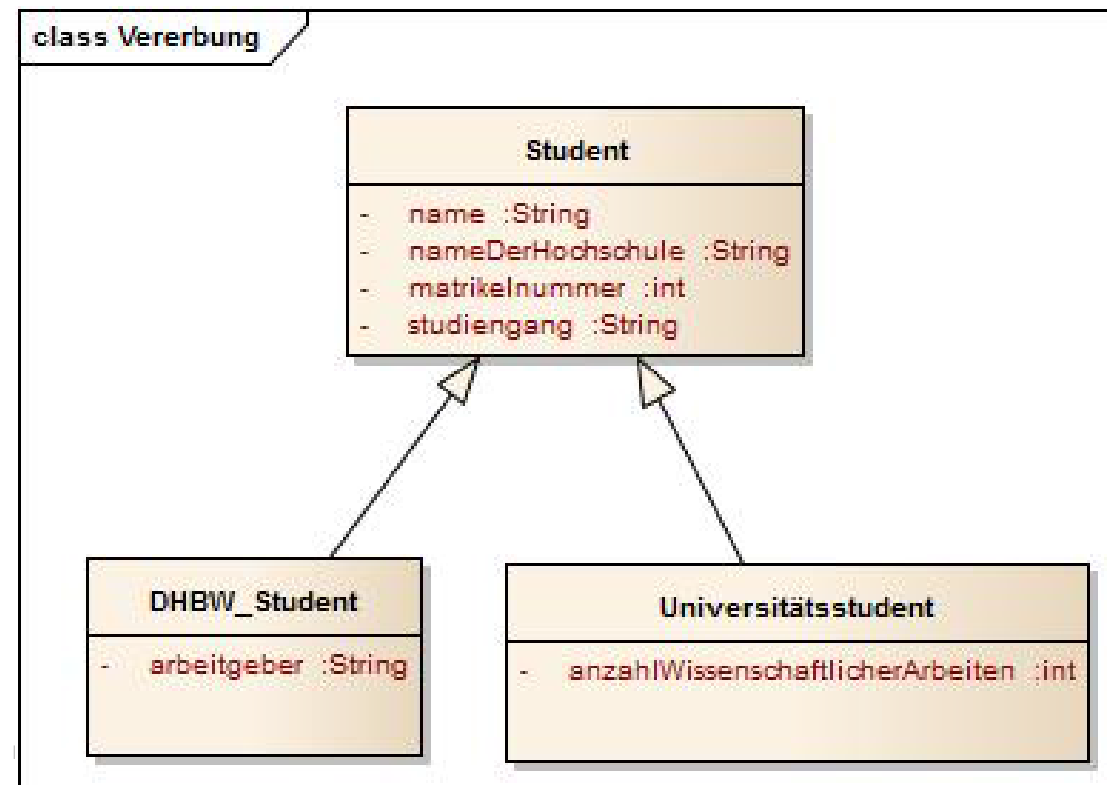 class Vererbung
Student
- name :String
- nameDerHochschule :String
- matrikelnummer :int
- studiengang :String
DHBW_Student
- arbeitgeber :String
Universitätsstudent
- anzahlWissenschaftlicherArbeiten :int